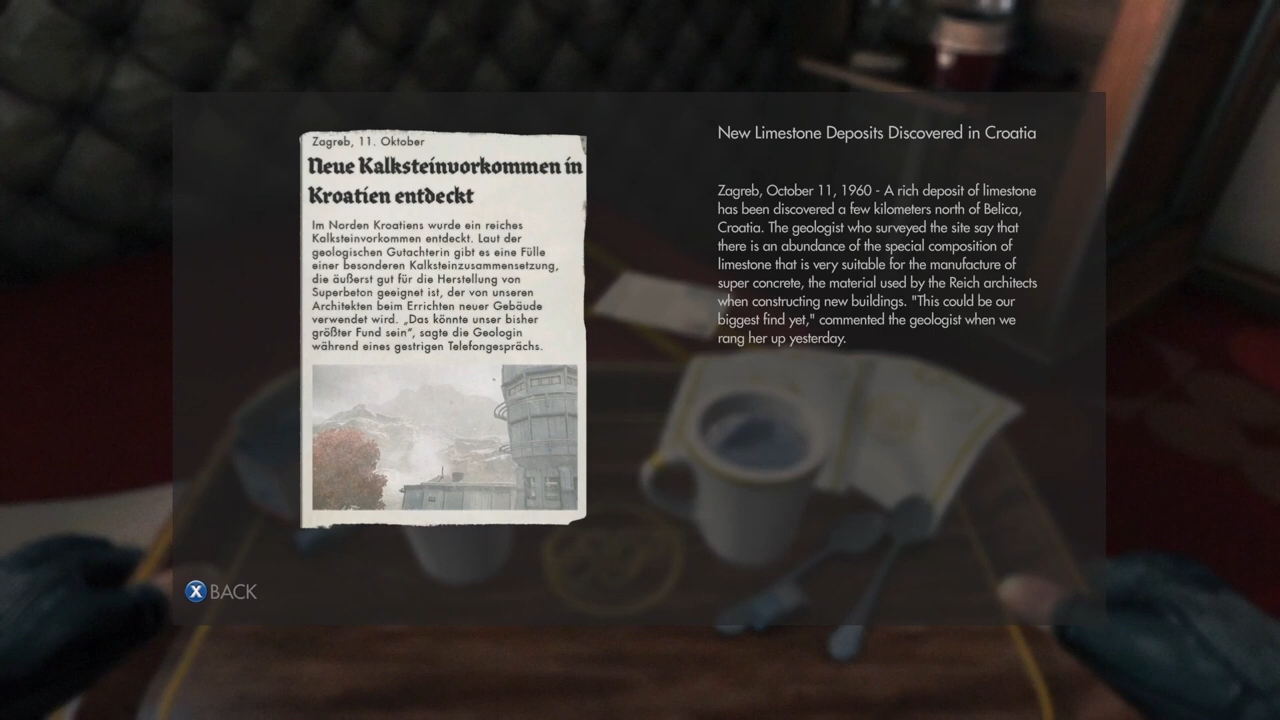 Zagreb, 11. Oktober
Neue Kalksteinvorkommen in
Kroatien entdeckt
Im Norden Kroatiens wurde ein reiches
Kalksteinvorkommen entdeckt. Laut der
geologischen Gutachterin gibt es eine Fülle
einer besonderen Kalksteinzusammensetzung,
die äußerst gut für die Herstellung von
Superbeton geeignet ist, der von unseren
Architekten beim Errichten neuer Gebäude
verwendet wird. „Das könnte unser bisher
größter Fund sein“, sagte die Geologin
während eines gestrigen Telefongesprächs.
New Limestone Deposits Discovered in Croatia
Zagreb, October 11, 1960 - A rich deposit of limestone
has been discovered a few kilometers north of Belica,
Croatia. The geologist who surveyed the site say that
there is an abundance of the special composition of
limestone that is very suitable for the manufacture of
super concrete, the material used by the Reich architects
when constructing new buildings. "This could be our
biggest find yet," commented the geologist when we
rang her up yesterday.
X BACK